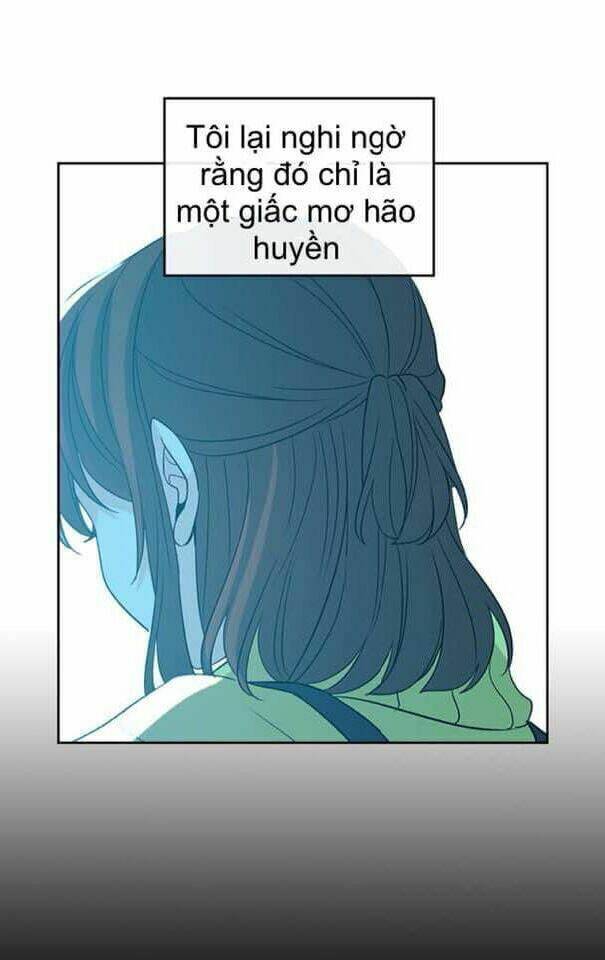 Tôi lại nghi ngờ
rằng đó chỉ là
một giấc mơ hão
huyền